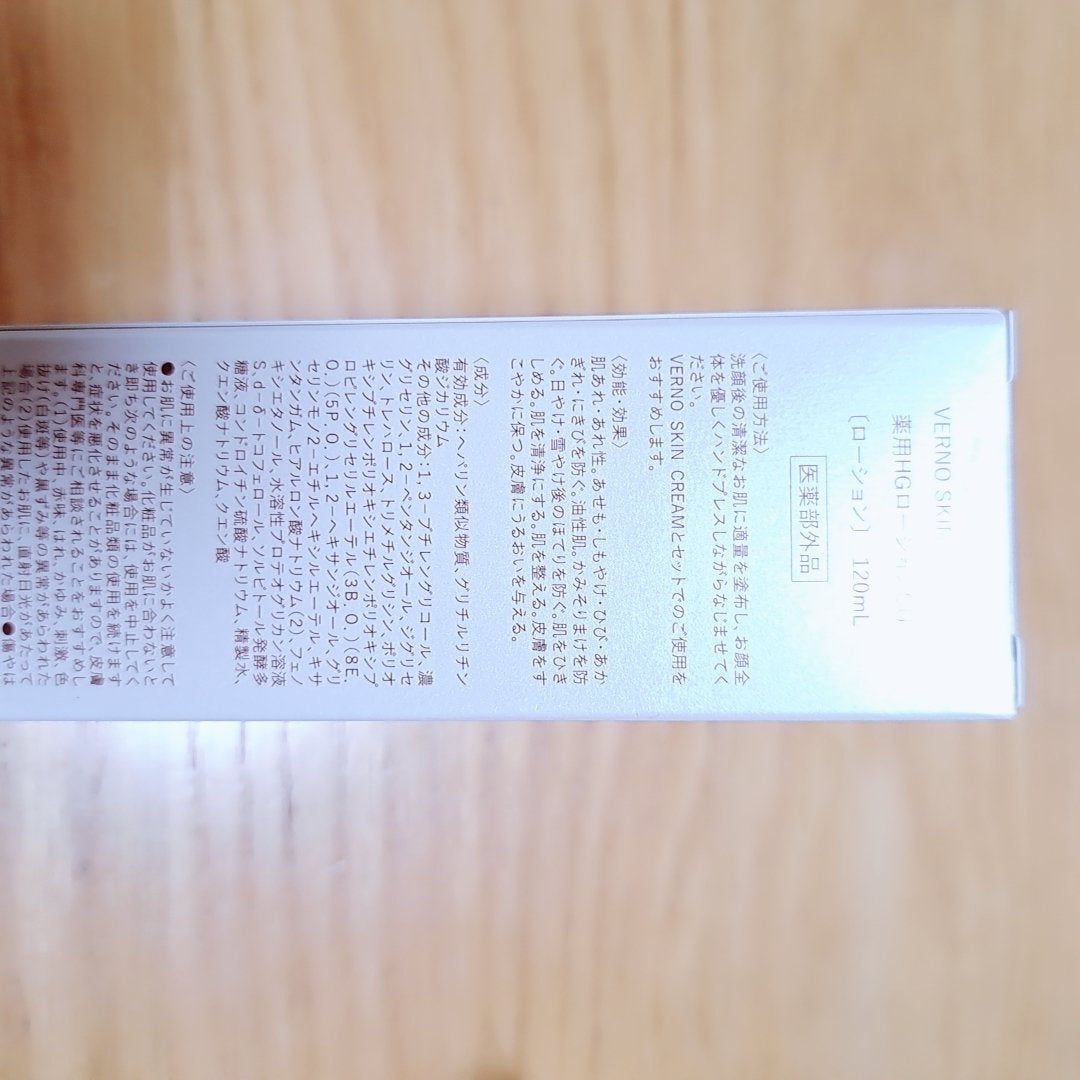 VERNO SKIN
薬用HGローション
〔ローション〕 120mL
医薬部外品
〈ご使用方法〉
洗顔後の清潔なお肌に適量を塗布し、お顔全
体を優しくハンドプレスしながらなじませてく
ださい。
VERNO SKIN CREAMとセットでのご使用を
おすすめします。
〈効能・効果〉
肌あれ・あれ性。あせも・しもやけ・ひび・あか
ぎれ・にきびを防ぐ。油性肌。かみそりまけを防
ぐ。日やけ・雪やけ後のほてりを防ぐ。肌をひき
しめる。肌を清浄にする。肌を整える。皮膚をす
こやかに保つ。皮膚にうるおいを与える。
〈成分〉
有効成分：ヘパリン類似物質、グリチルリチン
酸ジカリウム
その他の成分：1,3-ブチレングリコール、濃
グリセリン、1,2-ペンタンジオール、ジグリセ
リン、トレハロース、トリメチルグリシン、ポリオ
キシブチレンポリオキシエチレンポリオキシプ
ロピレングリセリルエーテル(3B.O.)(8E.
O.)(5P.O.)、1,2-ヘキサンジオール、グリ
セリンモノ2-エチルヘキシルエーテル、キサ
ンタンガム、ヒアルロン酸ナトリウム(2)、フェノ
キシエタノール、水溶性プロテオグリカン溶液
S、d-δ-トコフェロール、ソルビトール発酵多
糖液、コンドロイチン硫酸ナトリウム、精製水、
クエン酸ナトリウム、クエン酸
〈ご使用上の注意〉
●お肌に異常が生じていないかよく注意して
使用してください。化粧品がお肌に合わないと
き即ち次のような場合には、使用を中止してく
ださい。そのまま化粧品類の使用を続けます
と、症状を悪化させることがありますので、皮膚
科専門医等にご相談されることをおすすめし
ます。(1)使用中、赤味、はれ、かゆみ、刺激、色
抜け(白斑等)や黒ずみ等の異常があらわれた
場合 (2)使用したお肌に、直射日光があたって
上記のような異常があらわれた場合●傷やは